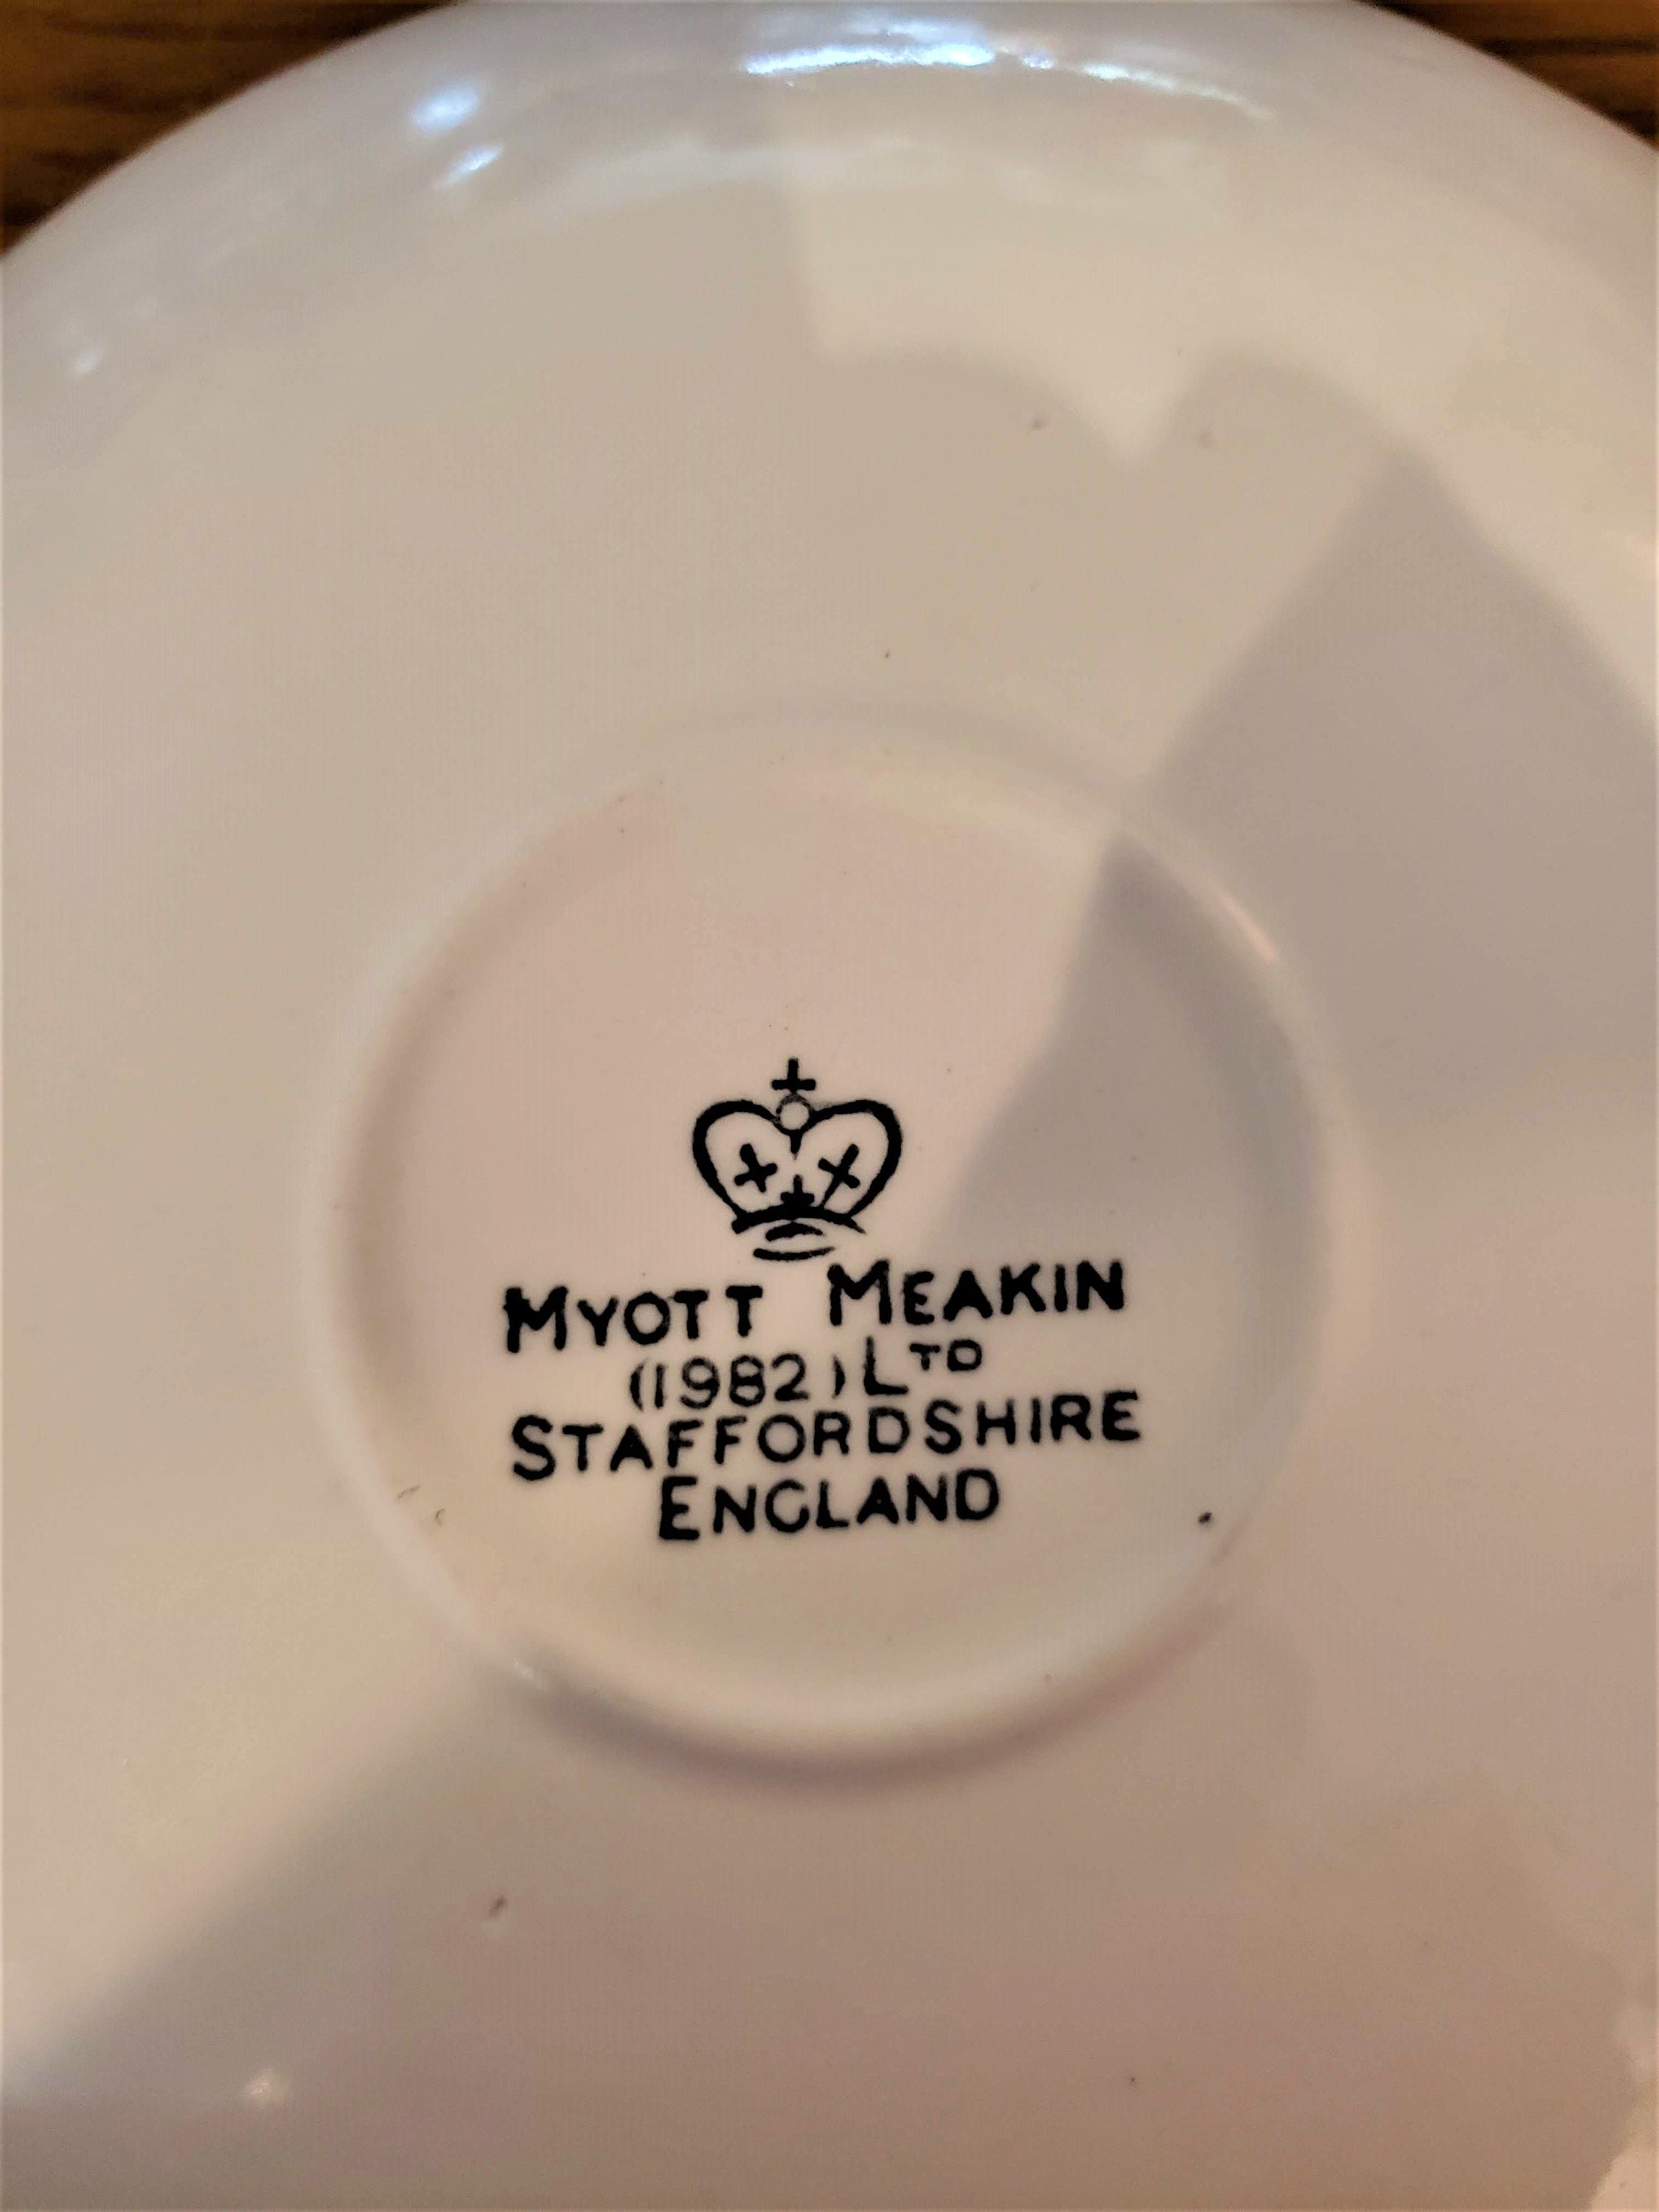 MYOTT MEAKIN
(1982) LTD
STAFFORDSHIRE
ENGLAND